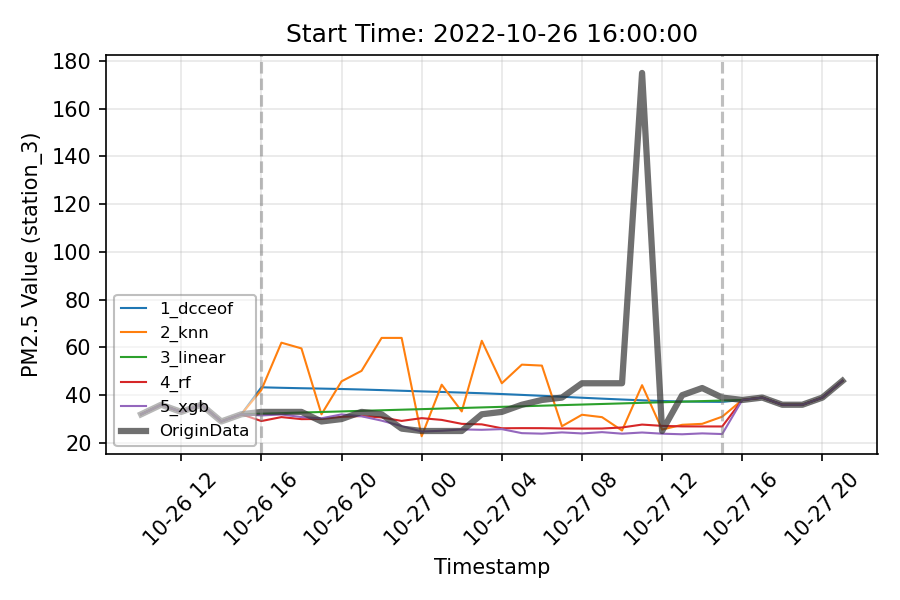 Start Time: 2022-10-26 16:00:00
PM2.5 Value (station_3)
180
160
140
120
100
80
60
40
20
1_dcceof
2_knn
3_linear
4_rf
5_xgb
OriginData
10-26 12
10-26 16
10-26 20
10-27 00
10-27 04
10-27 08
10-27 12
10-27 16
10-27 20
Timestamp